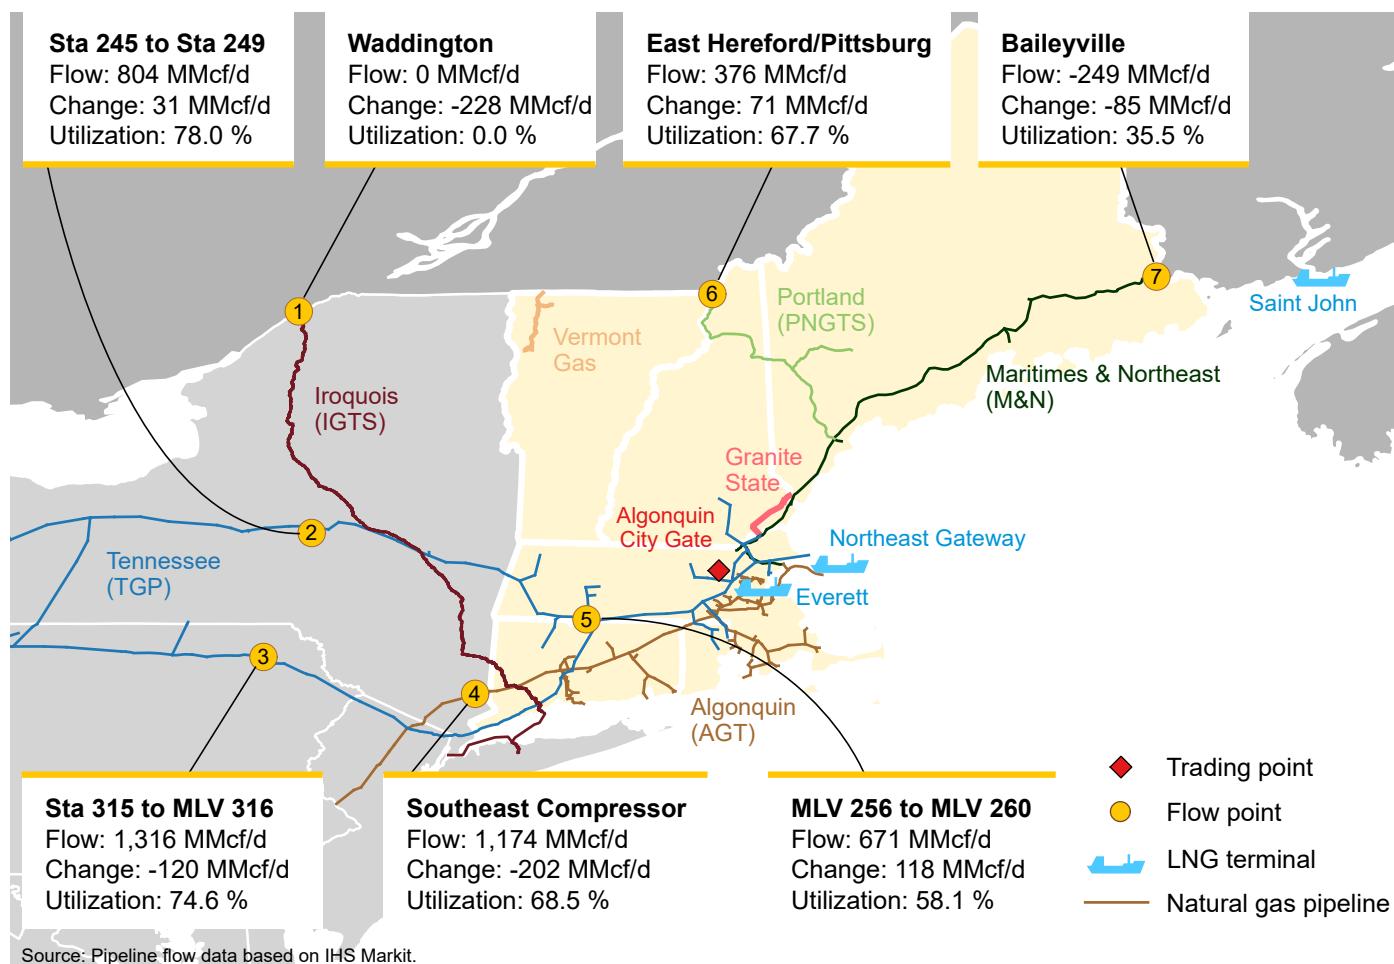 Sta 245 to Sta 249
Flow: 804 MMcf/d
Change: 31 MMcf/d
Utilization: 78.0 %
Waddington
Flow: 0 MMcf/d
Change: -228 MMcf/d
Utilization: 0.0 %
East Hereford/Pittsburg
Flow: 376 MMcf/d
Change: 71 MMcf/d
Utilization: 67.7 %
Baileyville
Flow: -249 MMcf/d
Change: -85 MMcf/d
Utilization: 35.5 %
1
6
7
Saint John
Portland
(PNGTS)
Vermont
Gas
Maritimes & Northeast
(M&N)
Iroquois
(IGTS)
Granite
State
Algonquin
City Gate
2
Northeast Gateway
Tennessee
(TGP)
Everett
5
3
4
Algonquin
(AGT)
Sta 315 to MLV 316
Flow: 1,316 MMcf/d
Change: -120 MMcf/d
Utilization: 74.6 %
Southeast Compressor
Flow: 1,174 MMcf/d
Change: -202 MMcf/d
Utilization: 68.5 %
MLV 256 to MLV 260
Flow: 671 MMcf/d
Change: 118 MMcf/d
Utilization: 58.1 %
Trading point
Flow point
LNG terminal
Natural gas pipeline
Source: Pipeline flow data based on IHS Markit.